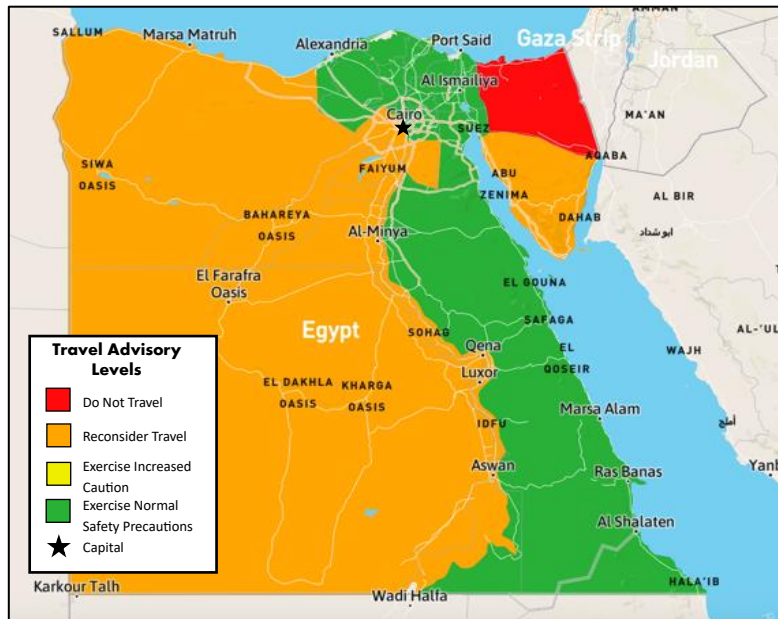 AMMAN
SALLUM
Marsa Matruh
Alexandria
Port Said
Gaza Strip
Jordan
Al Ismailiya
Cairo
MA'AN
SUEZ
AQABA
SIWA
OASIS
FAIYUM
ABU
ZENIMA
AL BIR
DAHAB
BAHAREYA
OASIS
Al-Minya
ابو شداد
El Farafra
Oasis
EL GOUNA
Egypt
SOHAG
SAFAGA
AL-'UL
EL
QOSEIR
WAJH
Qena
Luxor
EL DAKHLA
OASIS
KHARGA
OASIS
IDFU
Marsa Alam
أملج
Aswan
Ras Banas
Yanb
Al Shalaten
HALA'IB
Karkour Talh
Wadi Halfa
Travel Advisory
Levels
Do Not Travel
Reconsider Travel
Exercise Increased
Caution
Exercise Normal
Safety Precautions
Capital